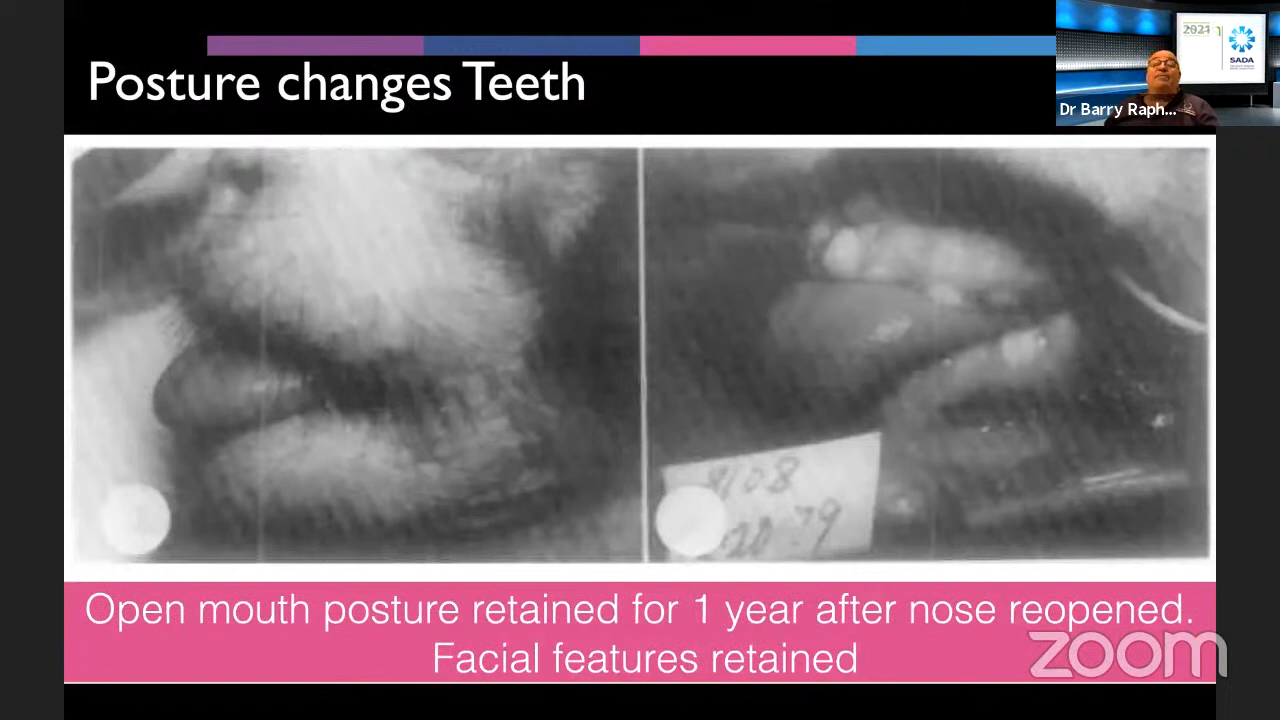 Posture changes Teeth
2021
SADA
Dr Barry Raph...
Open mouth posture retained for 1 year after nose reopened.
Facial features retained
zoom